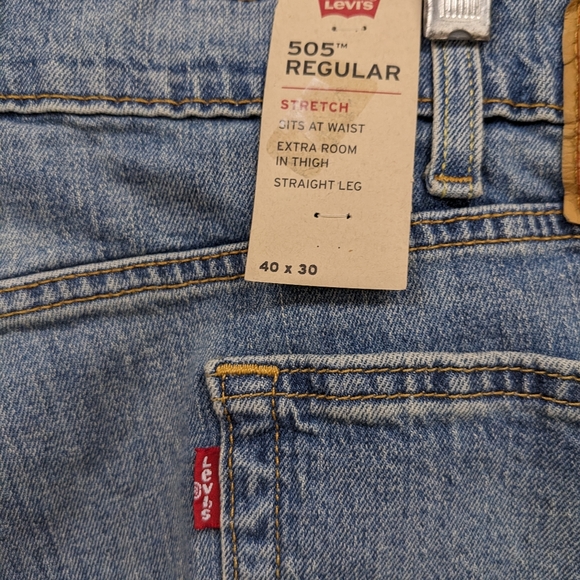 Levi's
505™
REGULAR
STRETCH
SITS AT WAIST
EXTRA ROOM
IN THIGH
STRAIGHT LEG
40 x 30
Levi's
®